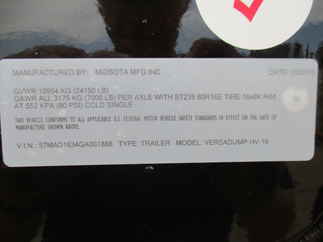 MANUFACTURED BY: MIDSOTA MFG INC DATE:
GVWR 10954 KG (24150 LB)
GAWR ALL 3175 KG (7000 LB) PER AXLE WITH ST235 80R16E TIRE 16x6K RIM
AT 552 KPA (80 PSI) COLD SINGLE
THIS VEHICLE CONFORMS TO ALL APPLICABLE U.S. FEDERAL MOTOR VEHICLE SAFETY STANDARDS IN EFFECT ON THE DATE OF
MANUFACTURE SHOWN ABOVE.
V.I.N.: TYPE: TRAILER MODEL: VERSADUMP HV-16